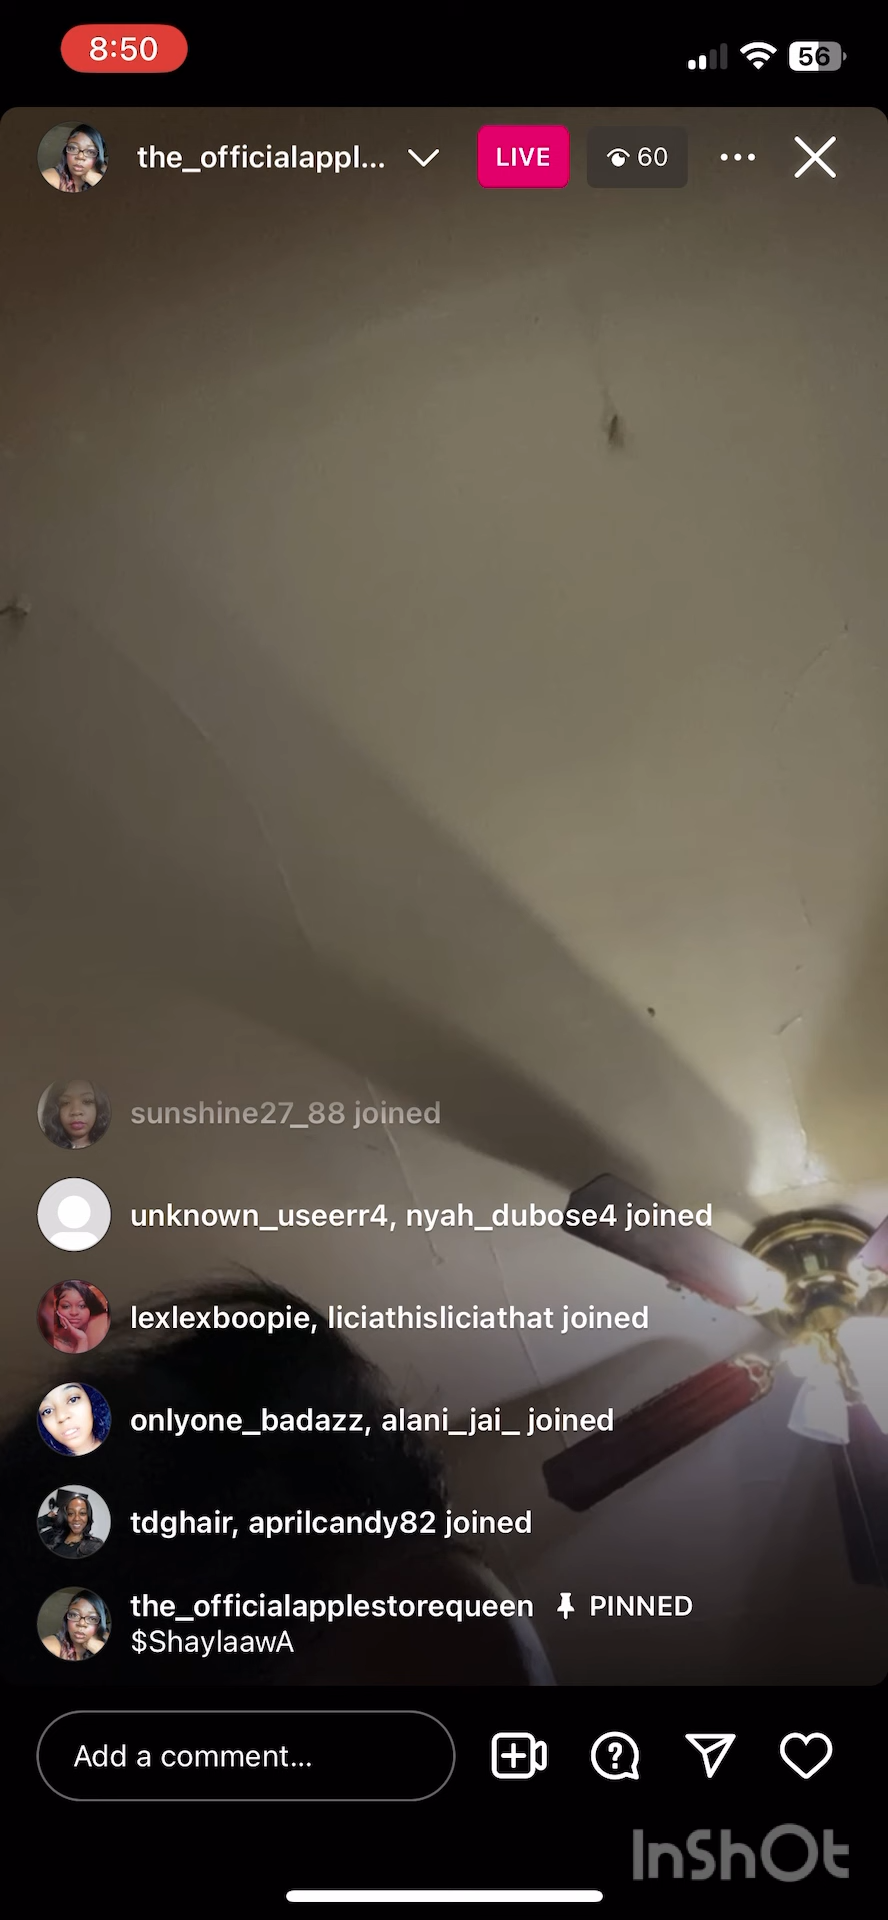 8:50
56
the_officialappl...
LIVE
60
sunshine27_88 joined
unknown_useerr4, nyah_dubose4 joined
lexlexboopie, liciathisliciathat joined
onlyone_badazz, alani_jai_ joined
tdghair, aprilcandy82 joined
the_officialapplestorequeen PINNED
$ShaylaawA
Add a comment...
InShOt